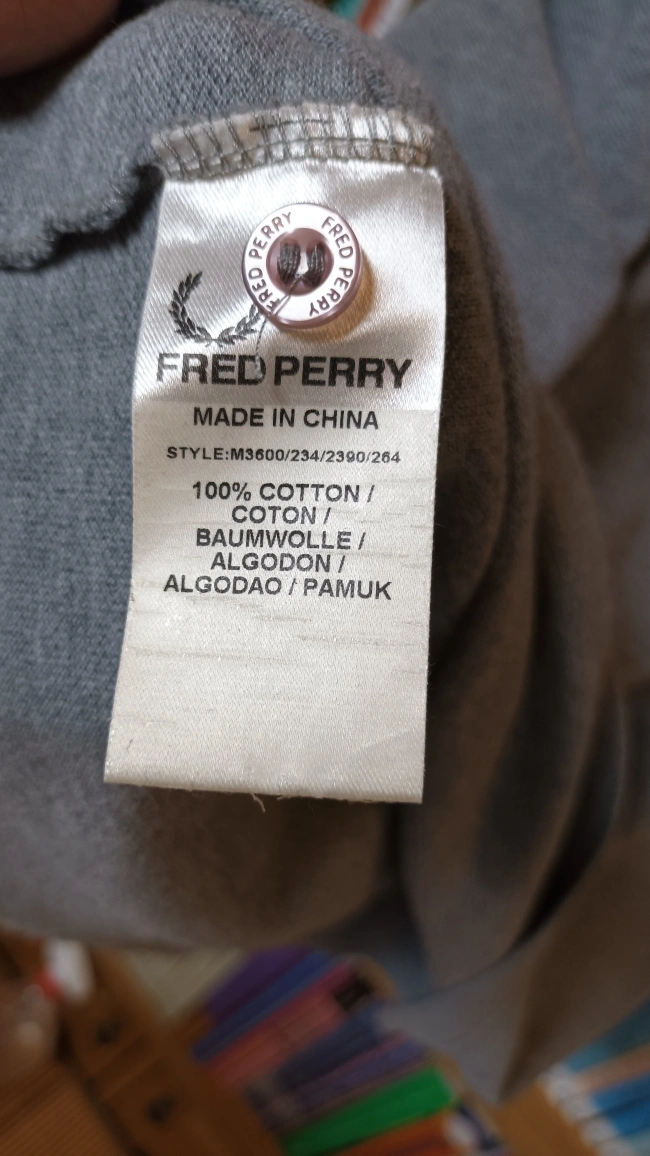 FRED PERRY FRED PERRY
FRED PERRY
MADE IN CHINA
STYLE:M3600/234/2390/264
100% COTTON /
COTON /
BAUMWOLLE /
ALGODON /
ALGODAO / PAMUK